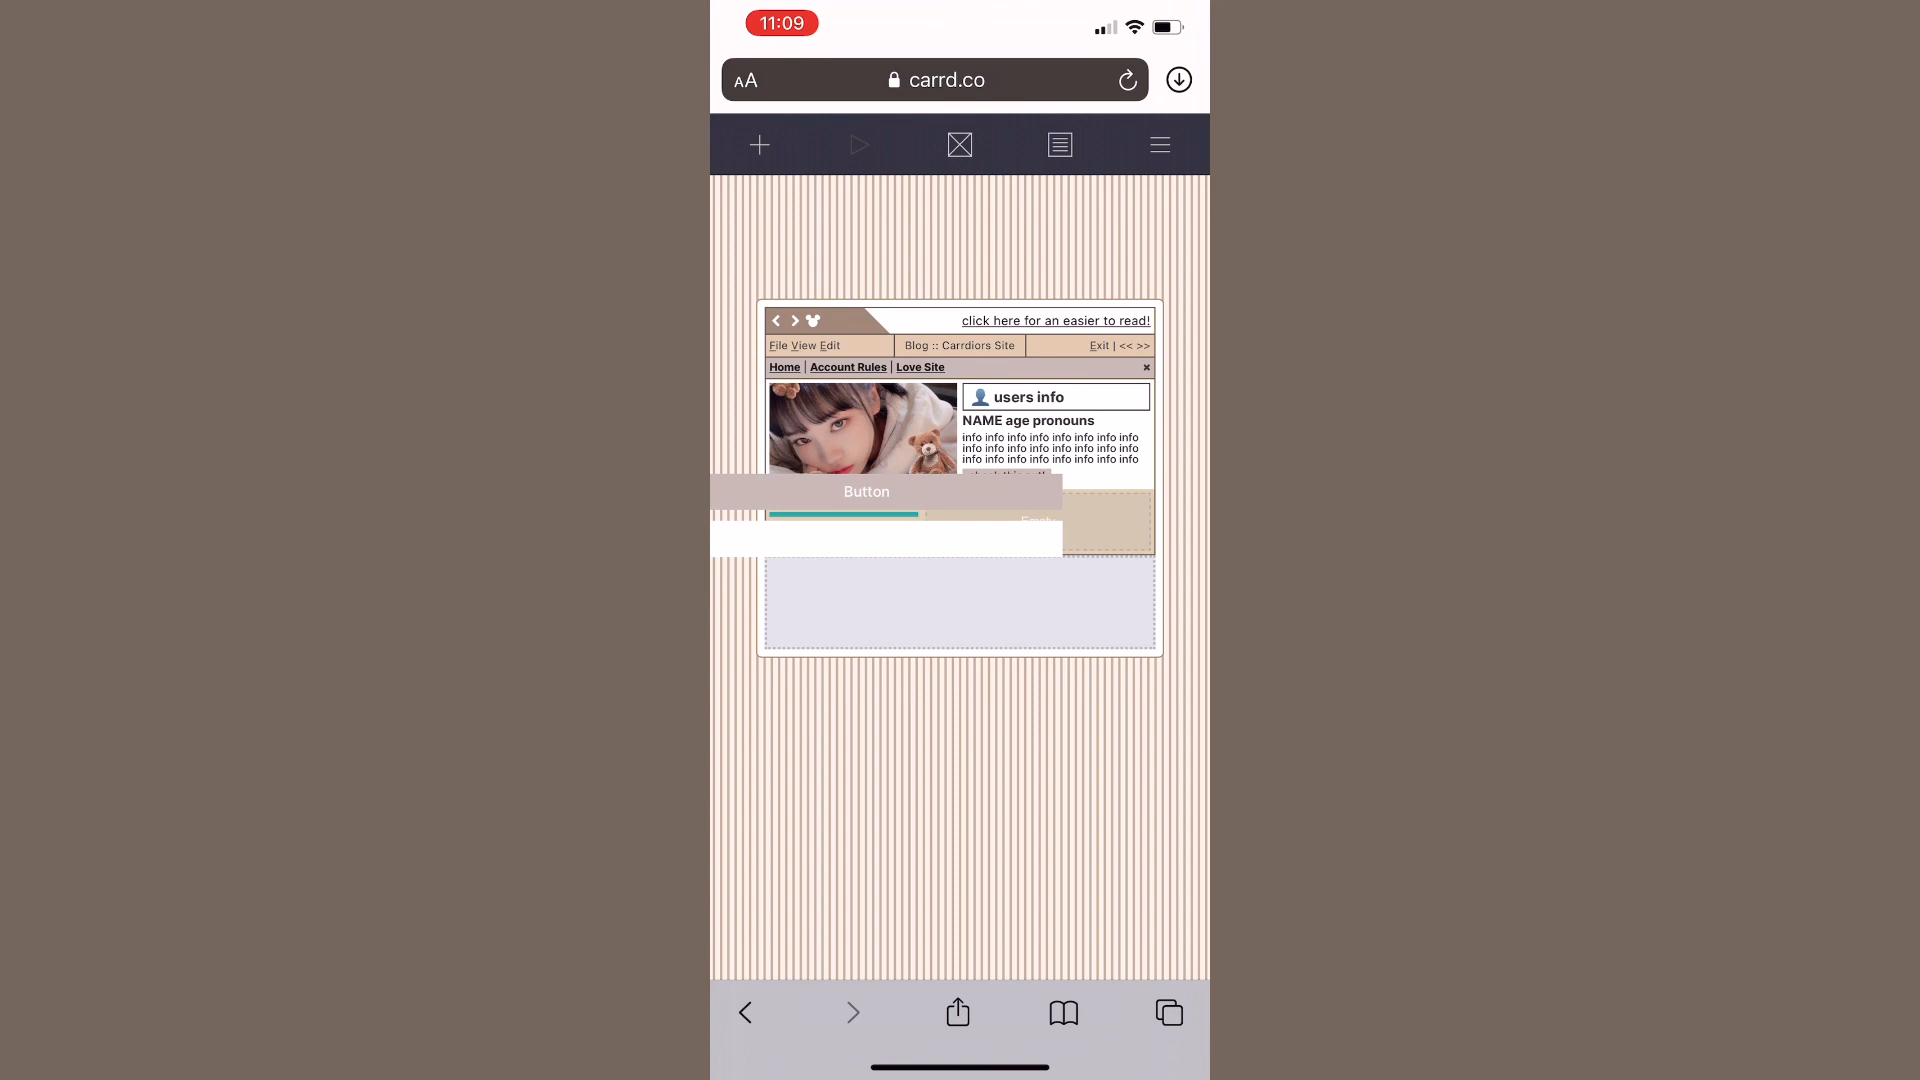 11:09
AA carrd.co
click here for an easier to read!
File View Edit
Blog :: Carrdiors Site
Exit | << >>
Home | Account Rules | Love Site
×
👤 users info
NAME age pronouns
info info info info info info info info
info info info info info info info info
info info info info info info info info
Button
Empty